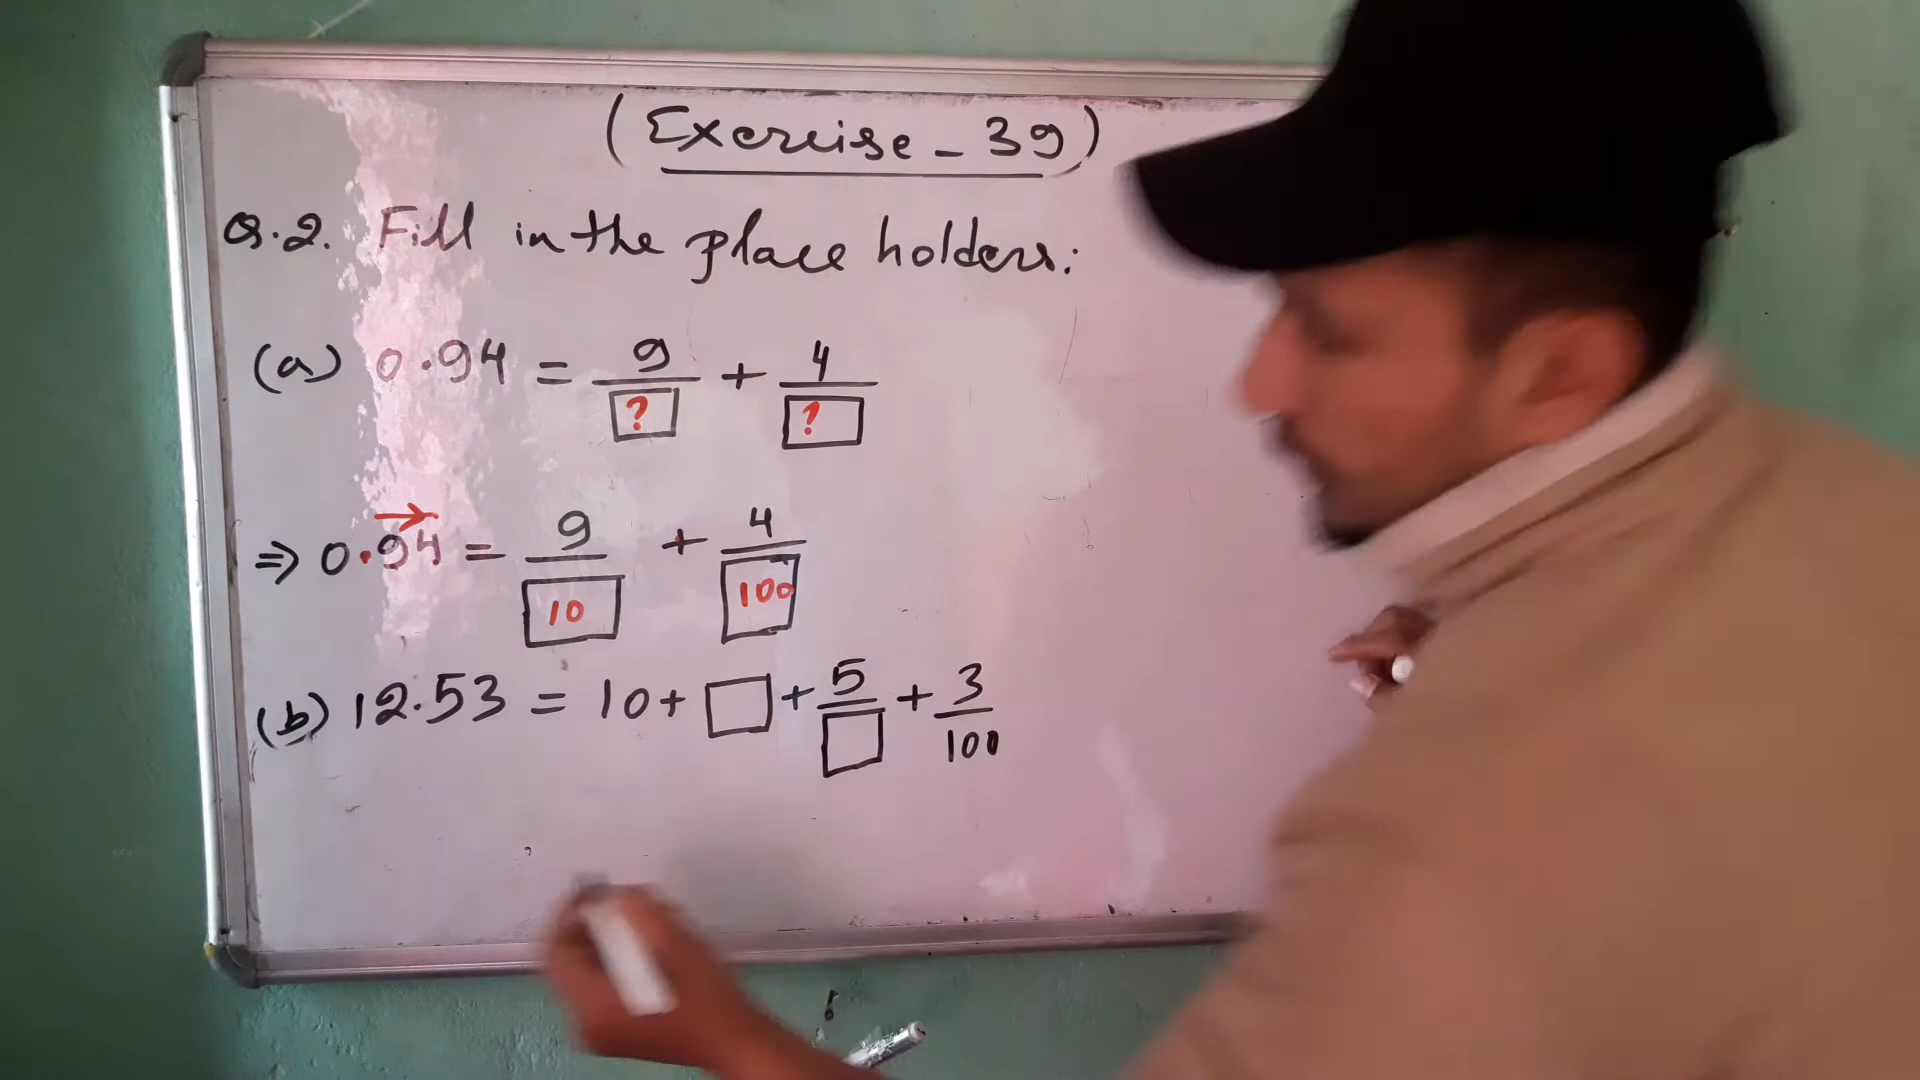 (Exercise - 39)
Q.2. Fill in the place holders:
(a) 0.94 = 9/? + 4/?
⇒ 0.94 = 9/10 + 4/100
(b) 12.53 = 10 + □ + 5/□ + 3/100